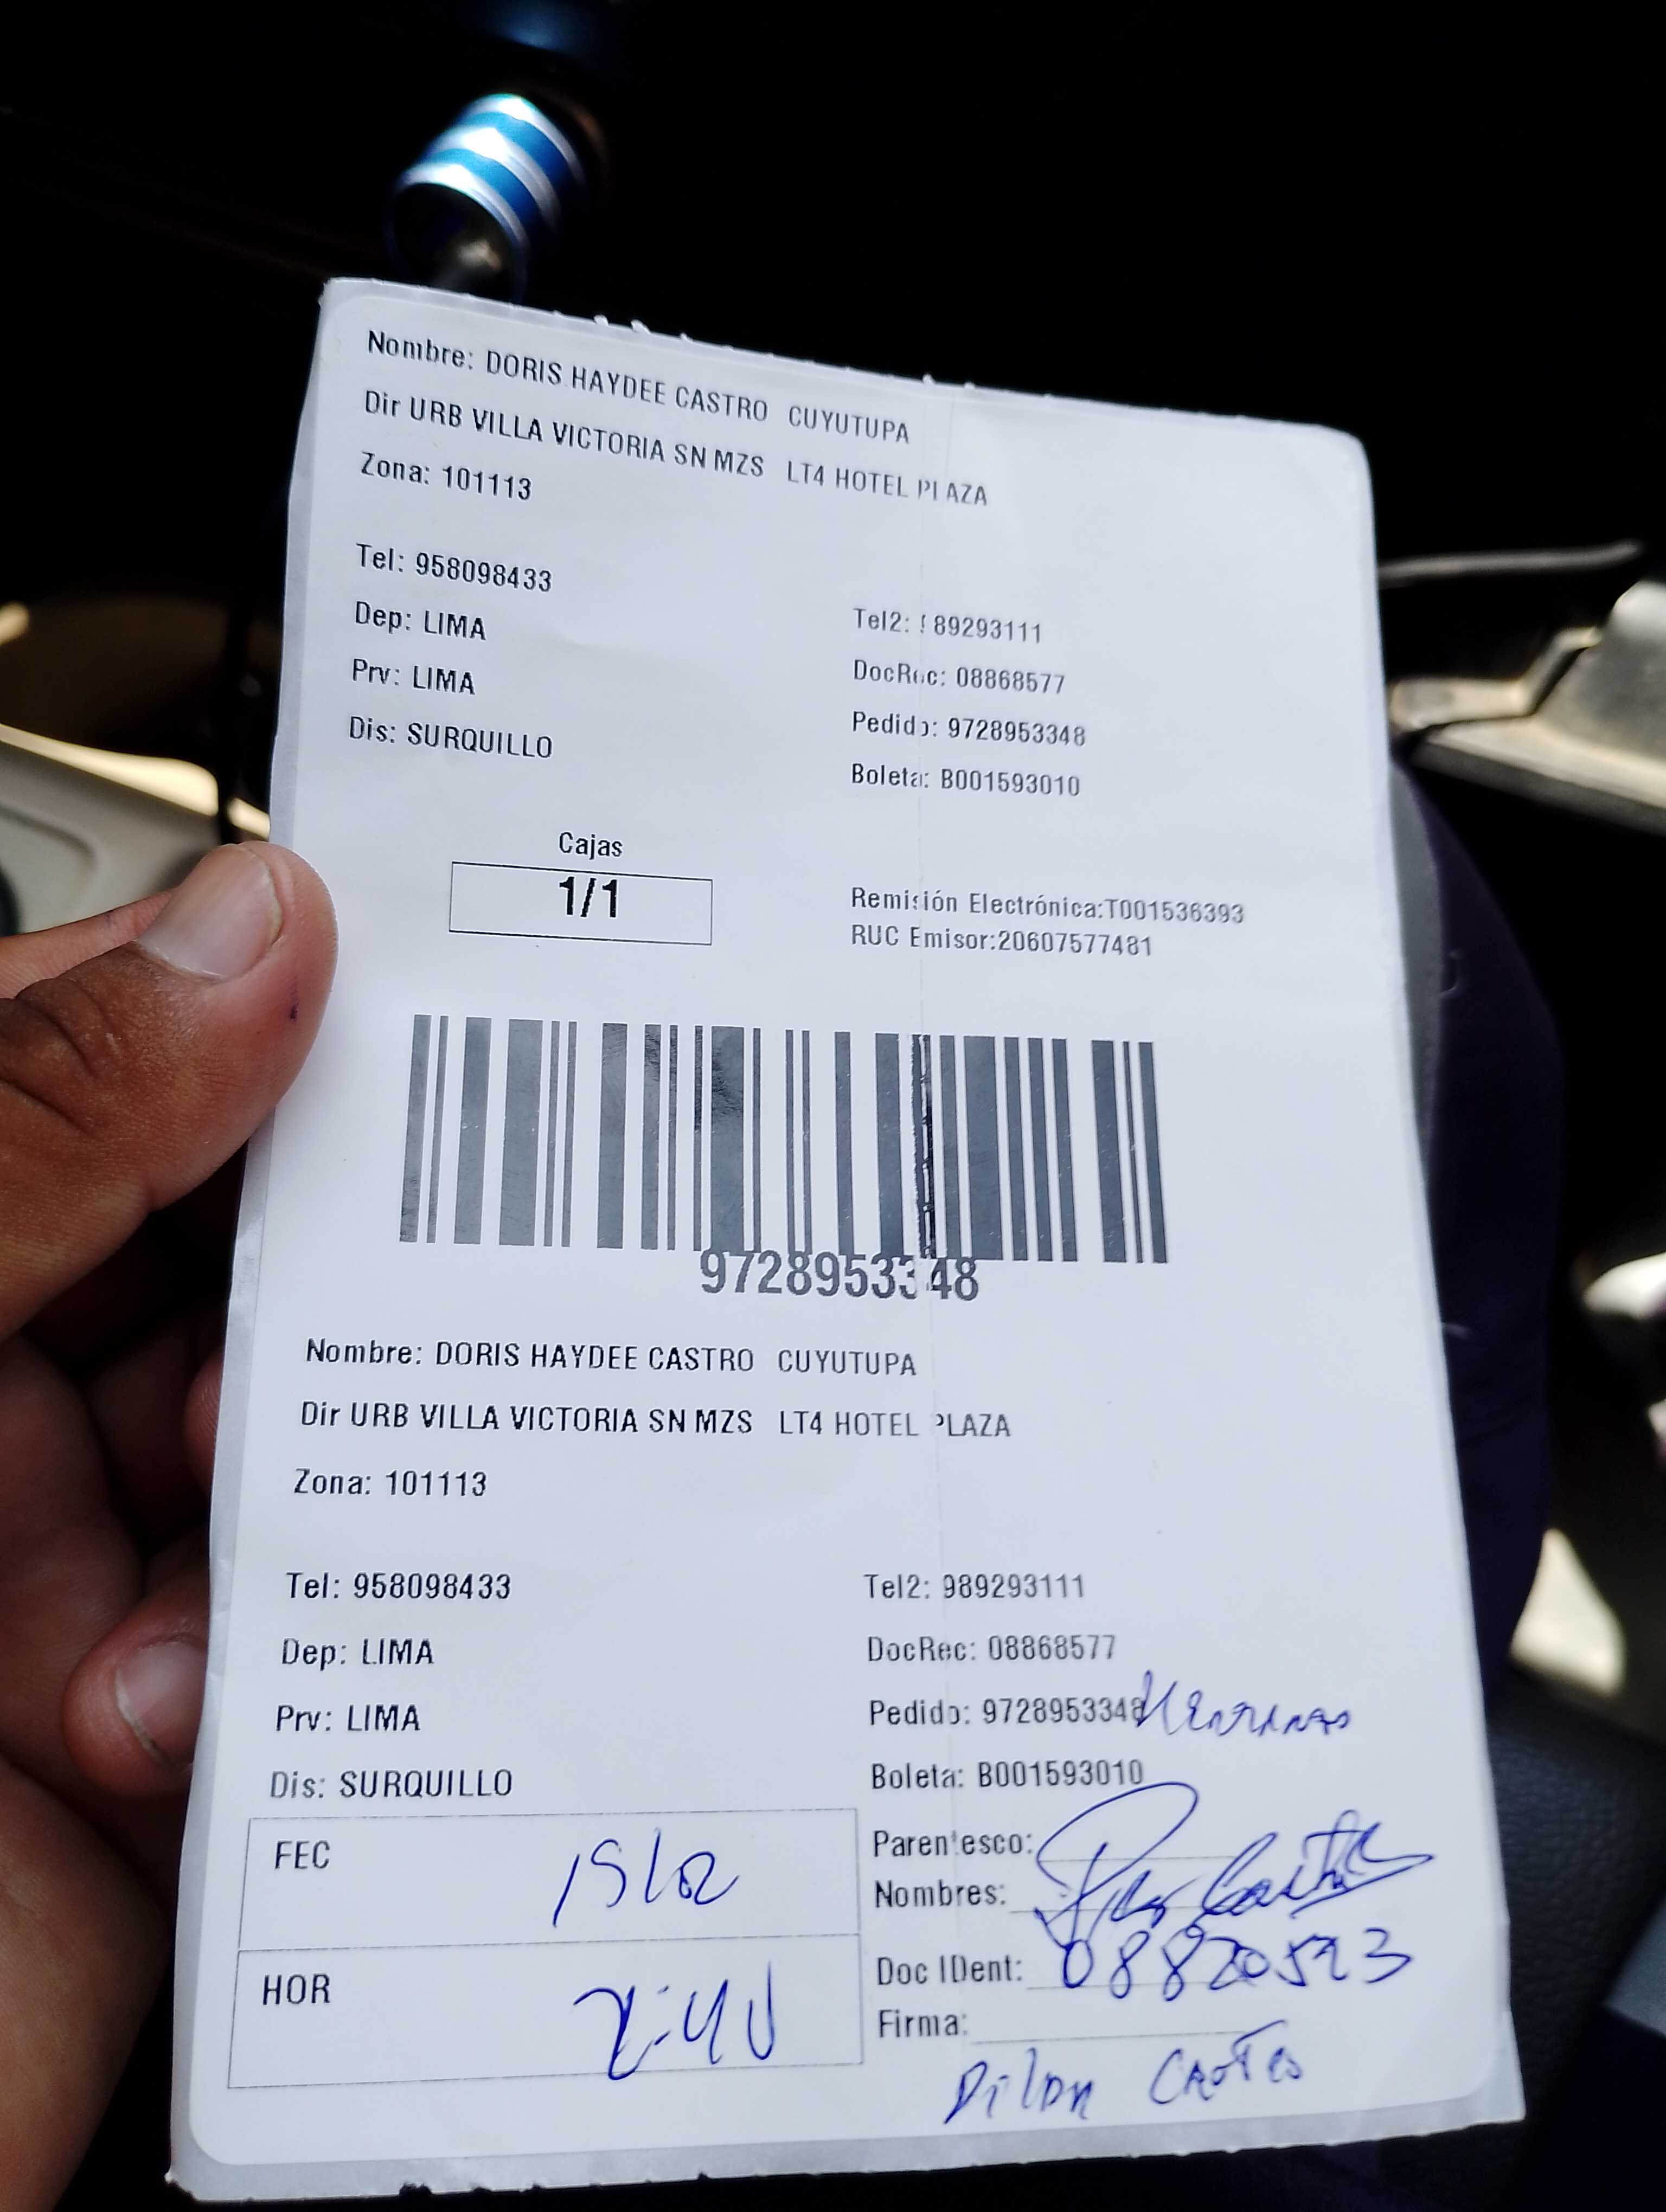 Nombre: DORIS HAYDEE CASTRO CUYUTUPA
Dir URB VILLA VICTORIA SN MZS LT4 HOTEL PLAZA
Zona: 101113
Tel: 958098433
Tel2: 989293111
Dep: LIMA
DocRec: 08868577
Prv: LIMA
Pedido: 9728953348
Dis: SURQUILLO
Boleta: B001593010
Cajas
1/1
Remisión Electrónica:T001536393
RUC Emisor:20607577481
9728953348
Nombre: DORIS HAYDEE CASTRO CUYUTUPA
Dir URB VILLA VICTORIA SN MZS LT4 HOTEL PLAZA
Zona: 101113
Tel: 958098433
Tel2: 989293111
Dep: LIMA
DocRec: 08868577
Prv: LIMA
Pedido: 9728953348
Dis: SURQUILLO
Boleta: B001593010
FEC 15/02
Parentesco:
Nombres:
HOR
Doc IDent:
Firma: